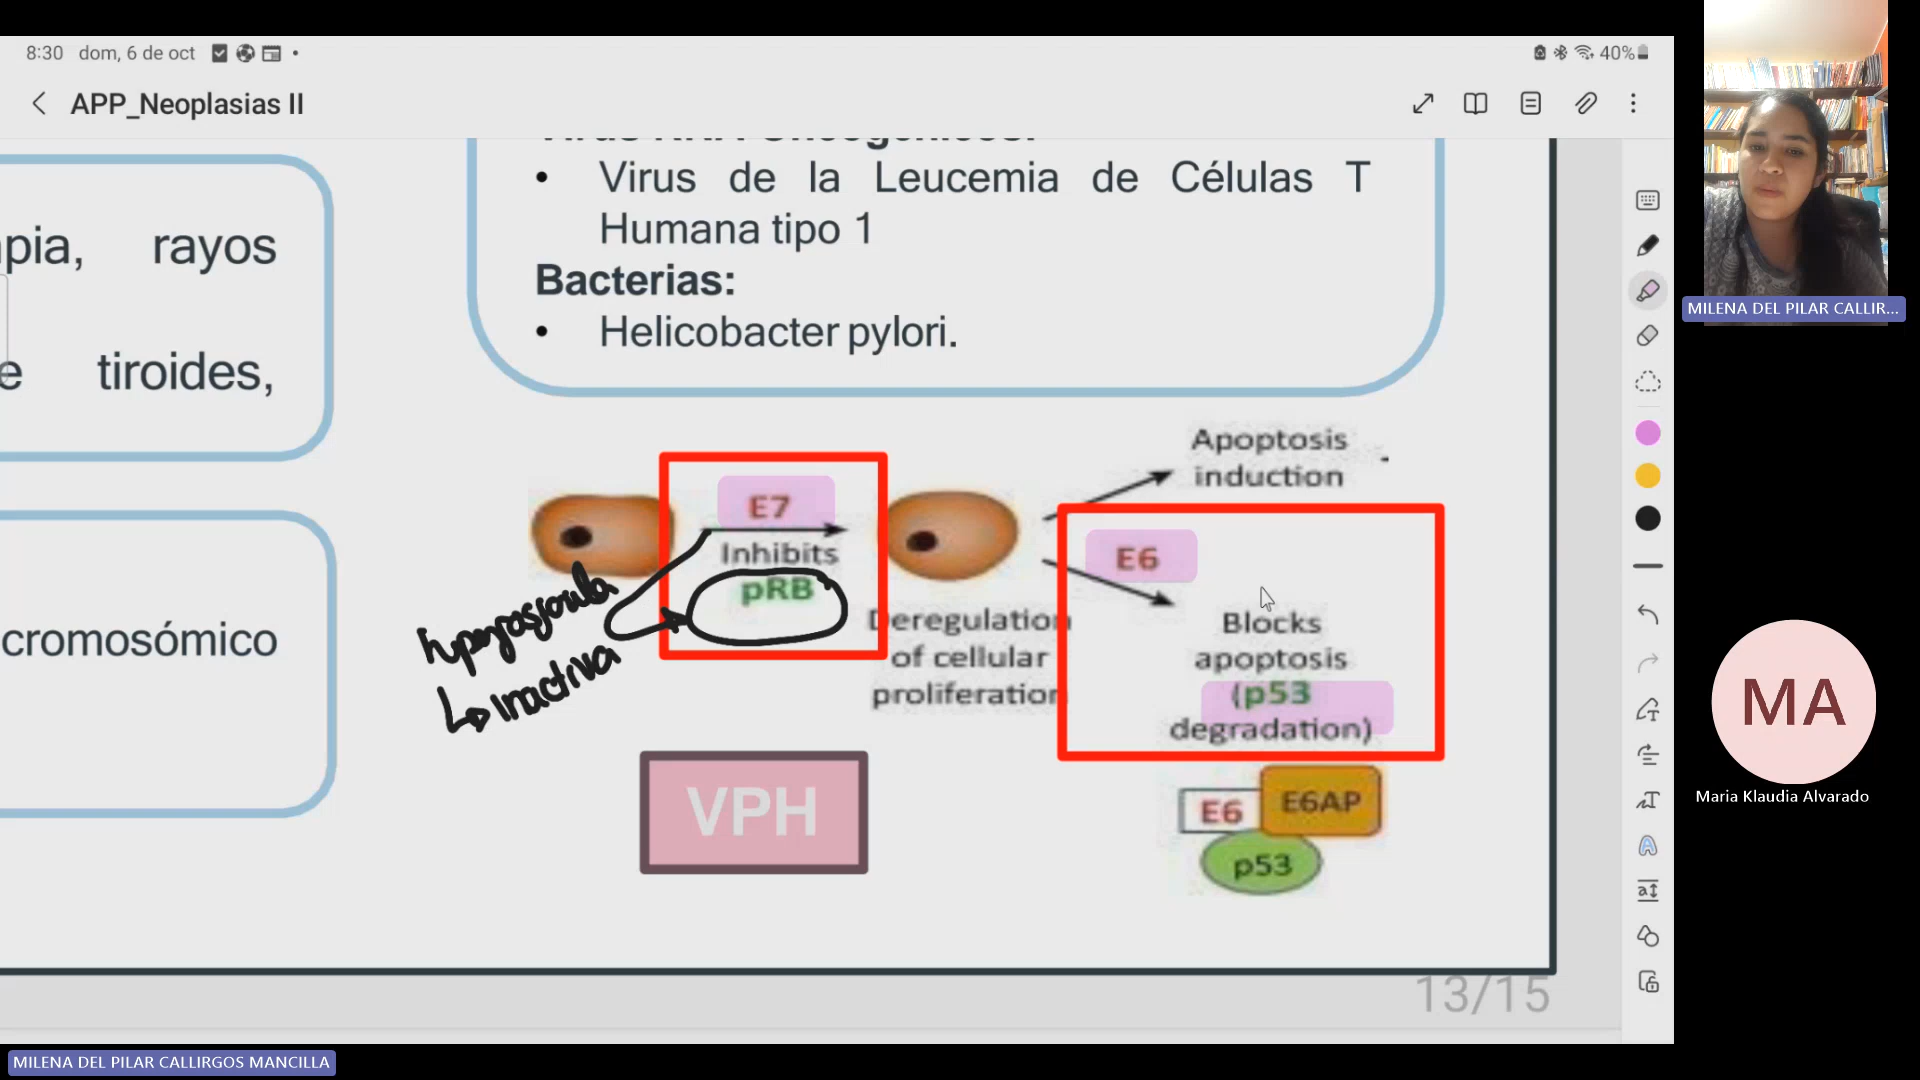 8:30 dom, 6 de oct
40%
APP_Neoplasias II
• Virus de la Leucemia de Células T
Humana tipo 1
Bacterias:
• Helicobacter pylori.
pia, rayos
e tiroides,
cromosómico
Apoptosis
induction
E7
Inhibits
pRB
E6
Deregulation
of cellular
proliferation
Blocks
apoptosis
(p53
degradation)
↳ Inactiva
VPH
E6
E6AP
p53
13/15
MILENA DEL PILAR CALLIR...
MA
Maria Klaudia Alvarado
MILENA DEL PILAR CALLIRGOS MANCILLA